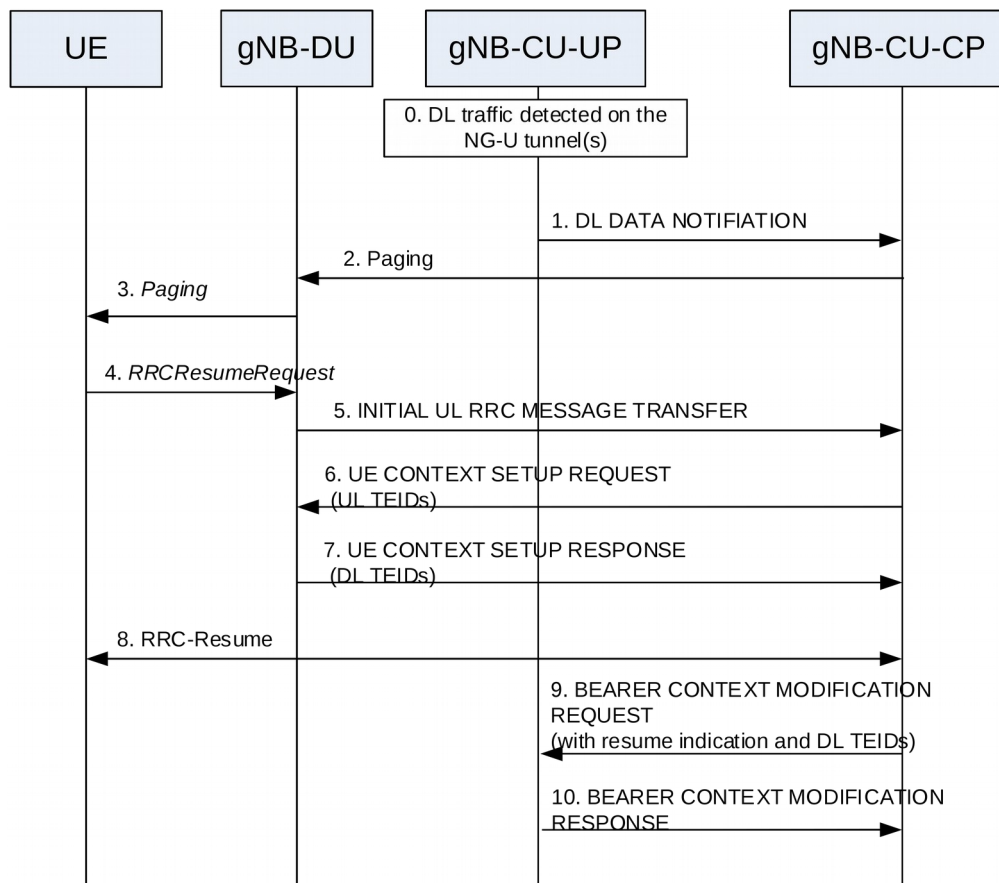 UE
gNB-DU
gNB-CU-UP
gNB-CU-CP
0. DL traffic detected on the
NG-U tunnel(s)
1. DL DATA NOTIFIATION
2. Paging
3. Paging
4. RRCResumeRequest
5. INITIAL UL RRC MESSAGE TRANSFER
6. UE CONTEXT SETUP REQUEST
(UL TEIDs)
7. UE CONTEXT SETUP RESPONSE
(DL TEIDs)
8. RRC-Resume
9. BEARER CONTEXT MODIFICATION
REQUEST
(with resume indication and DL TEIDs)
10. BEARER CONTEXT MODIFICATION
RESPONSE